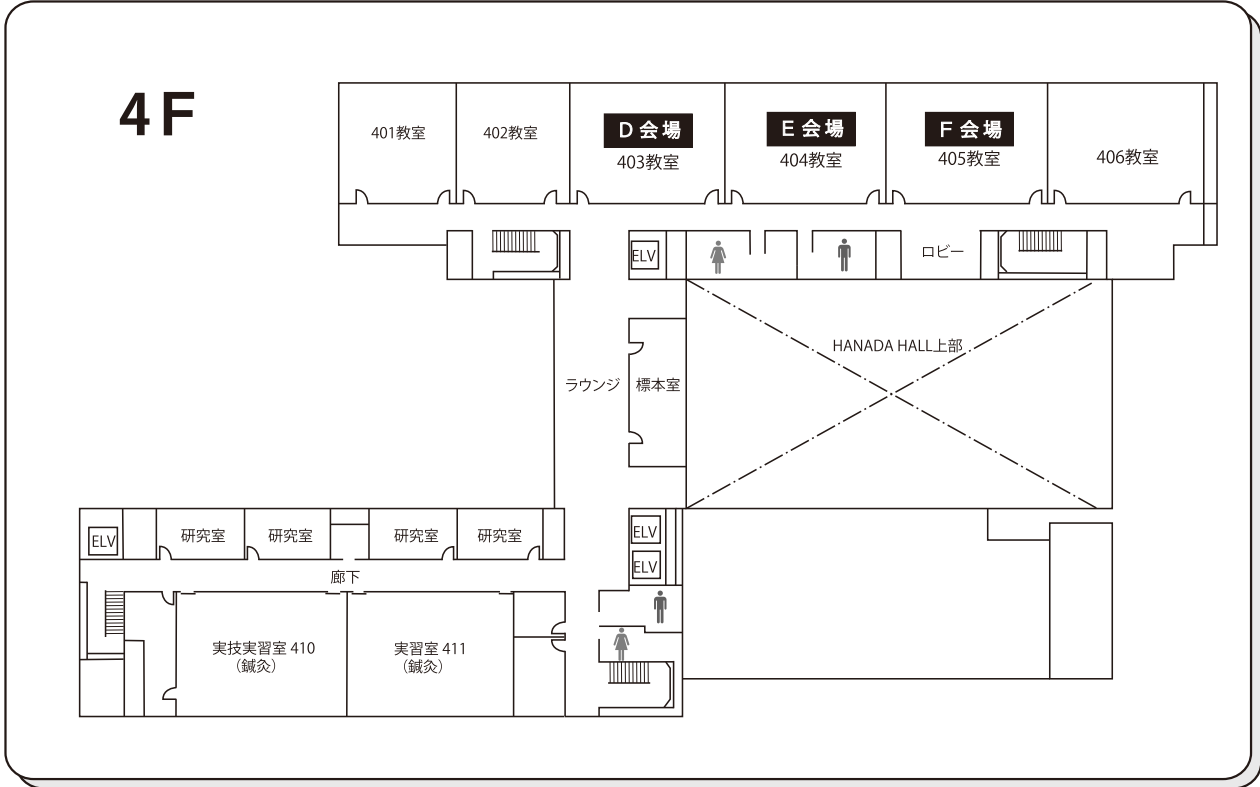 4F
401教室
402教室
D 会場
403教室
E 会場
404教室
F 会場
405教室
406教室
ELV
ロビー
HANADA HALL上部
ラウンジ
標本室
ELV
研究室
研究室
研究室
研究室
ELV
ELV
廊下
実技実習室 410
（鍼灸）
実習室 411
（鍼灸）